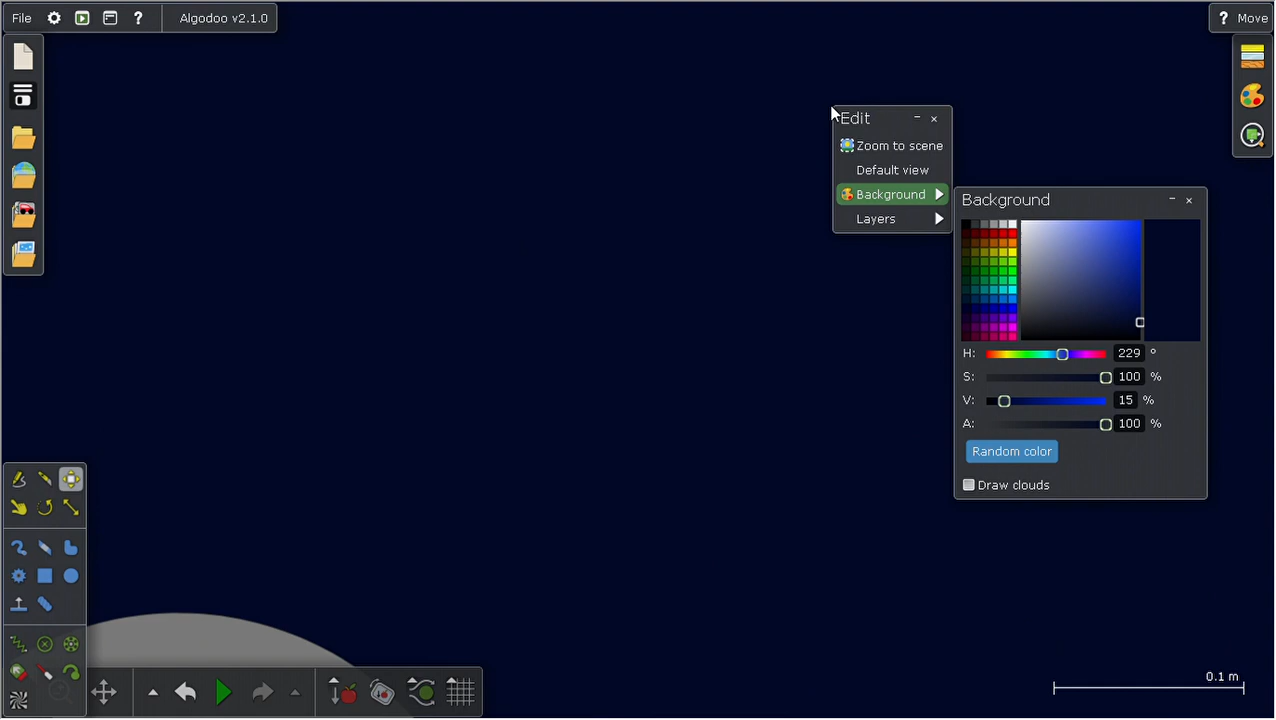 File ? Algodoo v2.1.0
? Move
Edit
Zoom to scene
Default view
Background
Layers
Background
H: 229 °
S: 100 %
V: 15 %
A: 100 %
Random color
Draw clouds
0.1 m